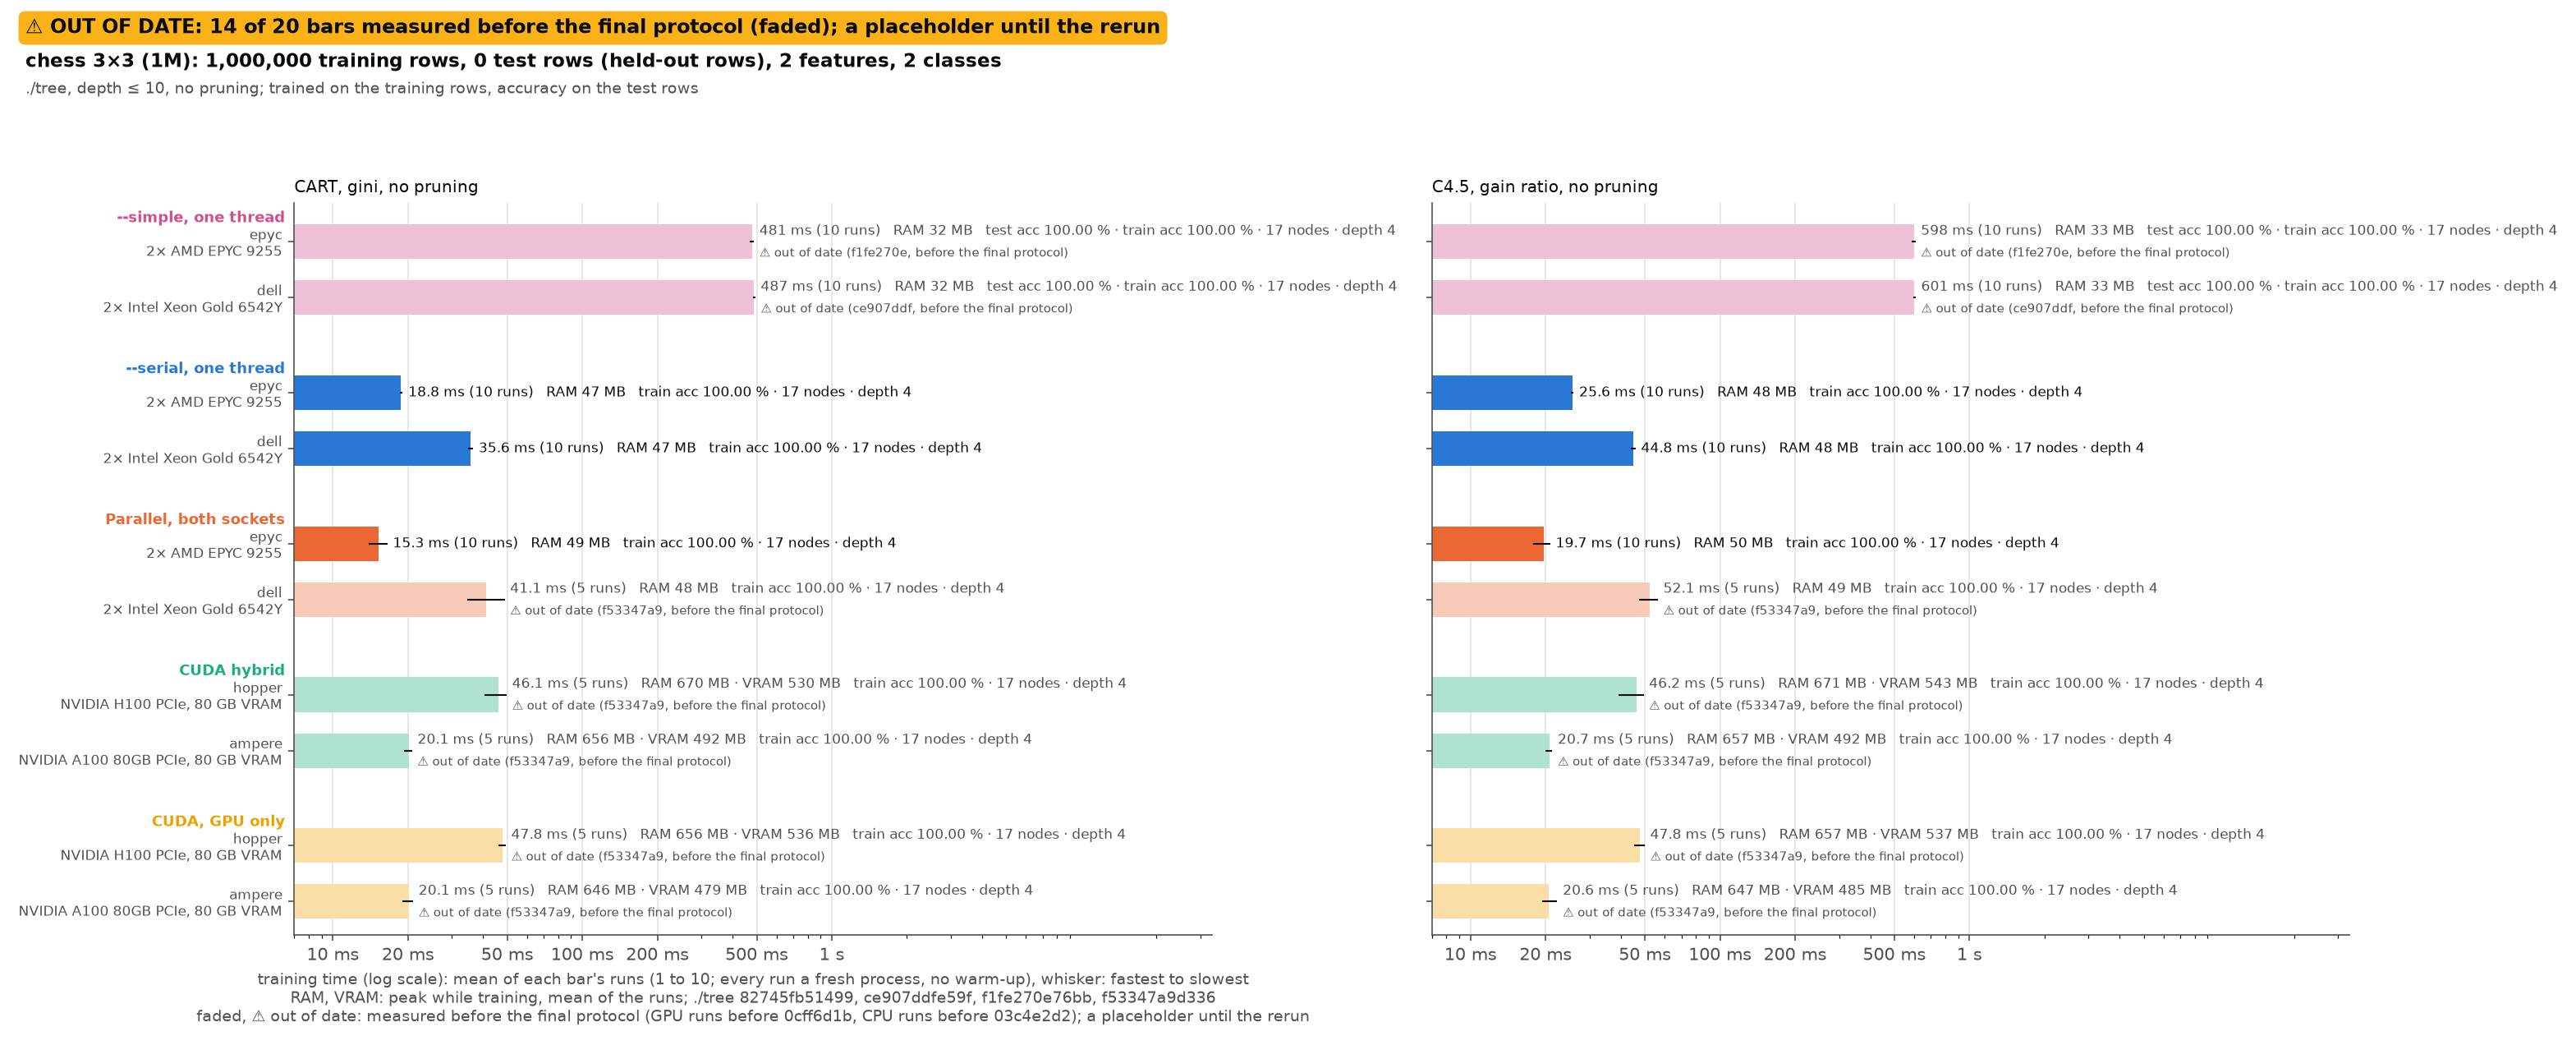 ⚠ OUT OF DATE: 14 of 20 bars measured before the final protocol (faded); a placeholder until the rerun
chess 3×3 (1M): 1,000,000 training rows, 0 test rows (held-out rows), 2 features, 2 classes
./tree, depth ≤ 10, no pruning; trained on the training rows, accuracy on the test rows
CART, gini, no pruning
--simple, one thread
epyc
2× AMD EPYC 9255
481 ms (10 runs) RAM 32 MB test acc 100.00 % · train acc 100.00 % · 17 nodes · depth 4
⚠ out of date (f1fe270e, before the final protocol)
dell
2× Intel Xeon Gold 6542Y
487 ms (10 runs) RAM 32 MB test acc 100.00 % · train acc 100.00 % · 17 nodes · depth 4
⚠ out of date (ce907ddf, before the final protocol)
--serial, one thread
epyc
2× AMD EPYC 9255
18.8 ms (10 runs) RAM 47 MB train acc 100.00 % · 17 nodes · depth 4
dell
2× Intel Xeon Gold 6542Y
35.6 ms (10 runs) RAM 47 MB train acc 100.00 % · 17 nodes · depth 4
Parallel, both sockets
epyc
2× AMD EPYC 9255
15.3 ms (10 runs) RAM 49 MB train acc 100.00 % · 17 nodes · depth 4
dell
2× Intel Xeon Gold 6542Y
41.1 ms (5 runs) RAM 48 MB train acc 100.00 % · 17 nodes · depth 4
⚠ out of date (f53347a9, before the final protocol)
CUDA hybrid
hopper
NVIDIA H100 PCIe, 80 GB VRAM
46.1 ms (5 runs) RAM 670 MB · VRAM 530 MB train acc 100.00 % · 17 nodes · depth 4
⚠ out of date (f53347a9, before the final protocol)
ampere
NVIDIA A100 80GB PCIe, 80 GB VRAM
20.1 ms (5 runs) RAM 656 MB · VRAM 492 MB train acc 100.00 % · 17 nodes · depth 4
⚠ out of date (f53347a9, before the final protocol)
CUDA, GPU only
hopper
NVIDIA H100 PCIe, 80 GB VRAM
47.8 ms (5 runs) RAM 656 MB · VRAM 536 MB train acc 100.00 % · 17 nodes · depth 4
⚠ out of date (f53347a9, before the final protocol)
ampere
NVIDIA A100 80GB PCIe, 80 GB VRAM
20.1 ms (5 runs) RAM 646 MB · VRAM 479 MB train acc 100.00 % · 17 nodes · depth 4
⚠ out of date (f53347a9, before the final protocol)
10 ms 20 ms 50 ms 100 ms 200 ms 500 ms 1 s
training time (log scale): mean of each bar's runs (1 to 10; every run a fresh process, no warm-up), whisker: fastest to slowest
RAM, VRAM: peak while training, mean of the runs; ./tree 82745fb51499, ce907ddfe59f, f1fe270e76bb, f53347a9d336
faded, ⚠ out of date: measured before the final protocol (GPU runs before 0cff6d1b, CPU runs before 03c4e2d2); a placeholder until the rerun
C4.5, gain ratio, no pruning
598 ms (10 runs) RAM 33 MB test acc 100.00 % · train acc 100.00 % · 17 nodes · depth 4
⚠ out of date (f1fe270e, before the final protocol)
601 ms (10 runs) RAM 33 MB test acc 100.00 % · train acc 100.00 % · 17 nodes · depth 4
⚠ out of date (ce907ddf, before the final protocol)
25.6 ms (10 runs) RAM 48 MB train acc 100.00 % · 17 nodes · depth 4
44.8 ms (10 runs) RAM 48 MB train acc 100.00 % · 17 nodes · depth 4
19.7 ms (10 runs) RAM 50 MB train acc 100.00 % · 17 nodes · depth 4
52.1 ms (5 runs) RAM 49 MB train acc 100.00 % · 17 nodes · depth 4
⚠ out of date (f53347a9, before the final protocol)
46.2 ms (5 runs) RAM 671 MB · VRAM 543 MB train acc 100.00 % · 17 nodes · depth 4
⚠ out of date (f53347a9, before the final protocol)
20.7 ms (5 runs) RAM 657 MB · VRAM 492 MB train acc 100.00 % · 17 nodes · depth 4
⚠ out of date (f53347a9, before the final protocol)
47.8 ms (5 runs) RAM 657 MB · VRAM 537 MB train acc 100.00 % · 17 nodes · depth 4
⚠ out of date (f53347a9, before the final protocol)
20.6 ms (5 runs) RAM 647 MB · VRAM 485 MB train acc 100.00 % · 17 nodes · depth 4
⚠ out of date (f53347a9, before the final protocol)
10 ms 20 ms 50 ms 100 ms 200 ms 500 ms 1 s